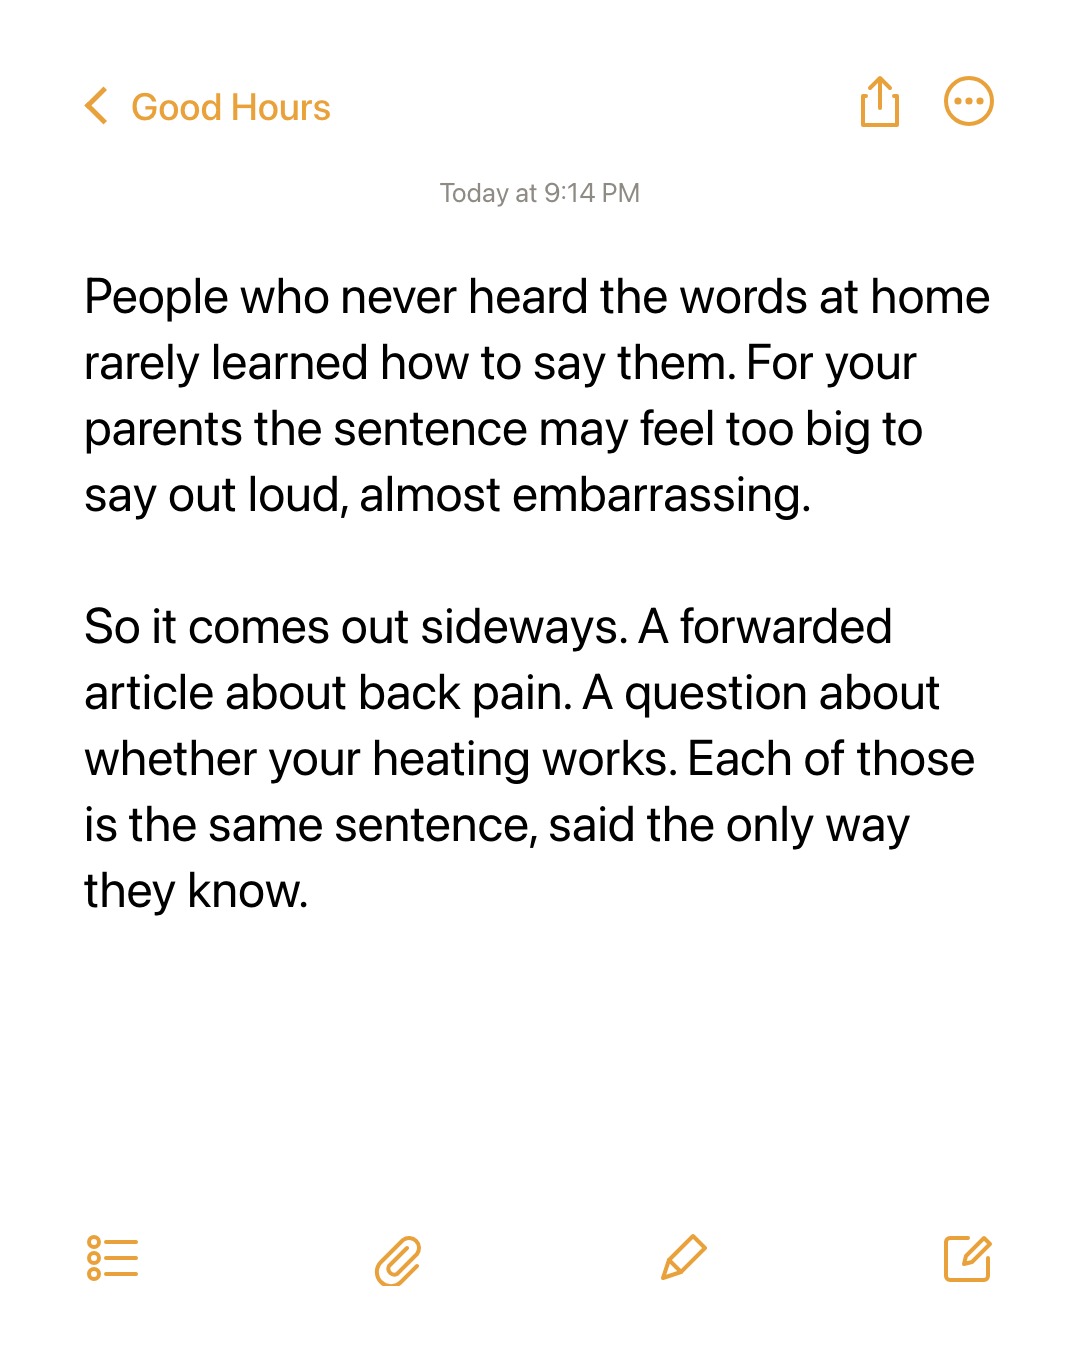 Good Hours
Today at 9:14 PM
People who never heard the words at home
rarely learned how to say them. For your
parents the sentence may feel too big to
say out loud, almost embarrassing.
So it comes out sideways. A forwarded
article about back pain. A question about
whether your heating works. Each of those
is the same sentence, said the only way
they know.